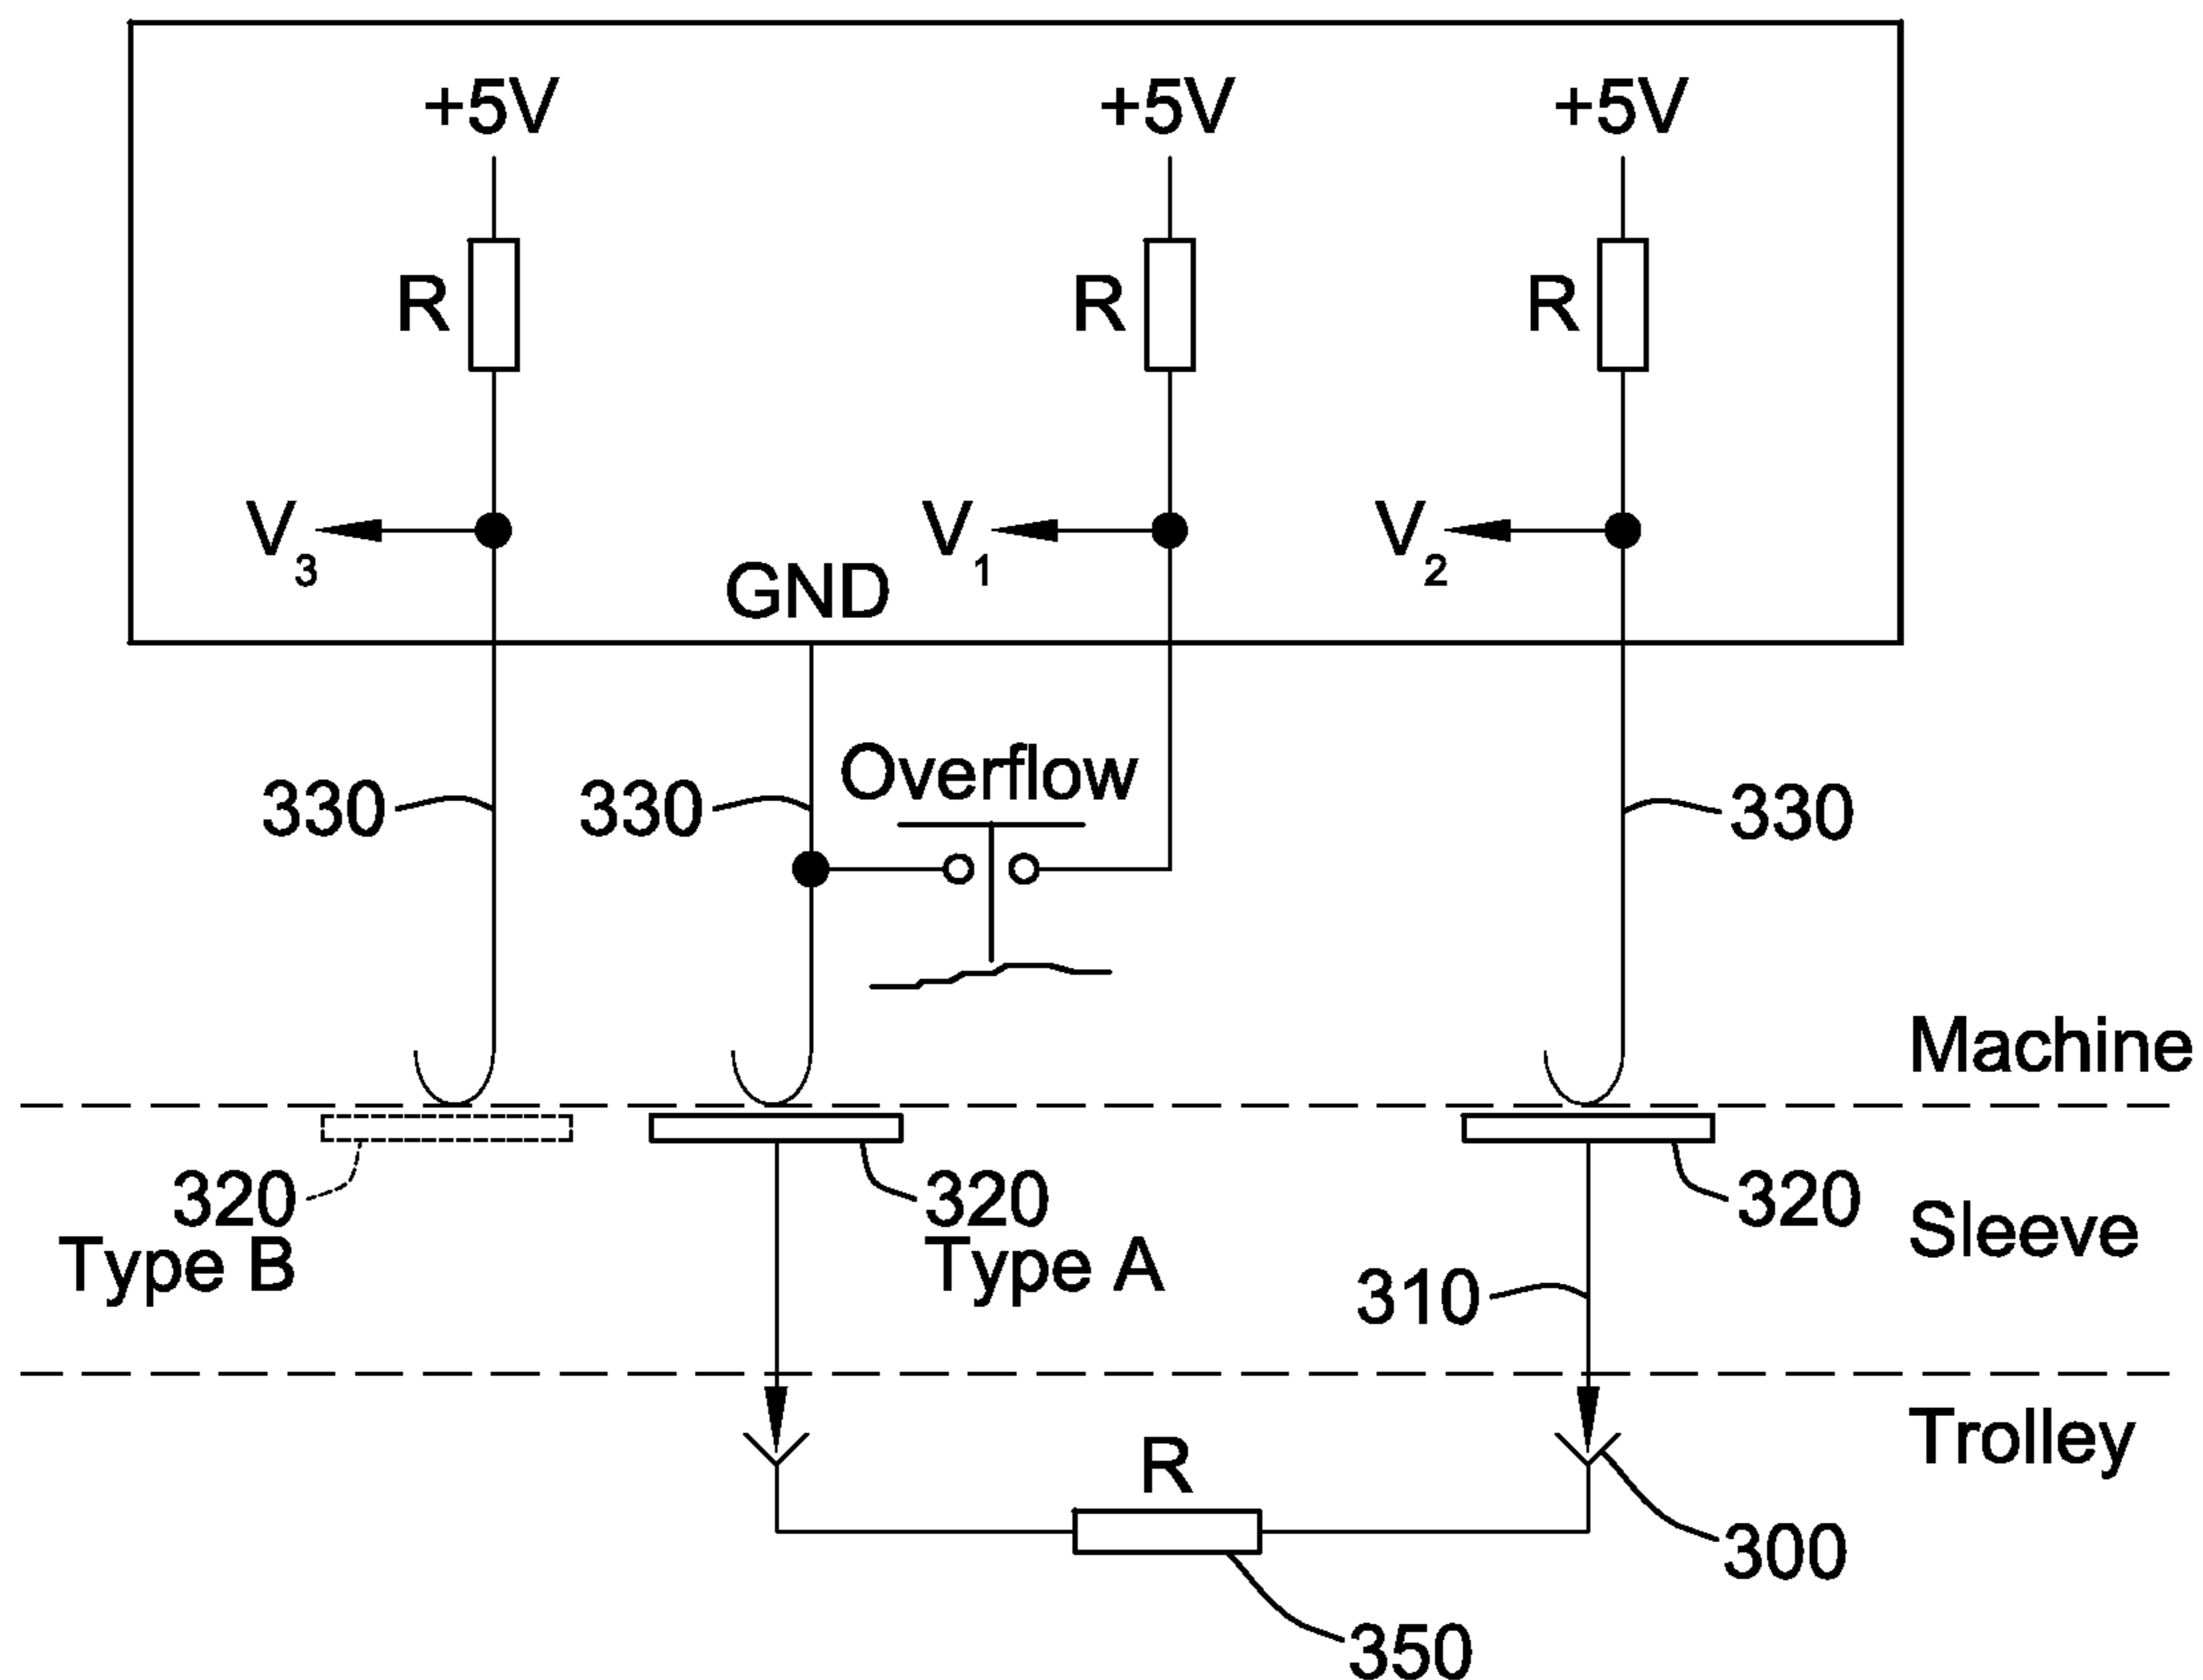 +5V +5V +5V
R R R
V3 V1 V2
GND
Overflow
330 330 330
Machine
320 320 320
Type B Type A Sleeve
310
Trolley
R
300
350